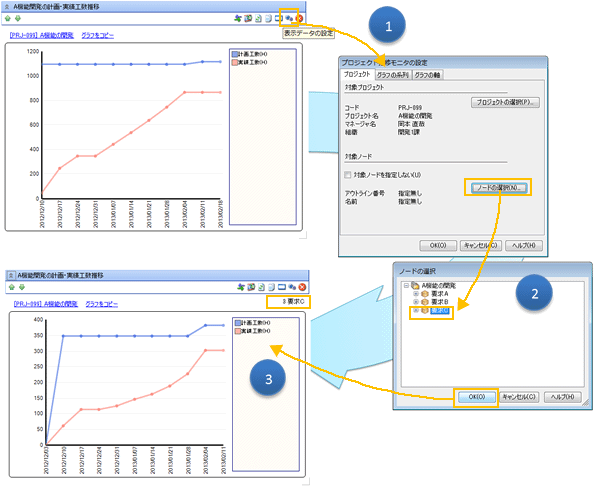 A機能の開発の計画・実績工数推移
表示データの設定
[PRJ-099] A機能の開発 グラフをコピー
計画工数(H)
実績工数(H)
1200
1000
800
600
400
200
0
2012/12/10
2012/12/17
2012/12/24
2012/12/31
2013/01/07
2013/01/14
2013/01/21
2013/01/28
2013/02/04
2013/02/11
2013/02/18
1
プロジェクト推移モニタの設定
プロジェクト グラフの系列 グラフの軸
対象プロジェクト
プロジェクトの選択(P)...
コード PRJ-099
プロジェクト名 A機能の開発
マネージャ名 岡本 直哉
組織 開発1課
対象ノード
対象ノードを指定しない(U)
ノードの選択(N)...
アウトライン番号 指定無し
名前 指定無し
OK(O) キャンセル(C) ヘルプ(H)
ノードの選択
A機能の開発
要求A
要求B
要求C
2
OK(O) キャンセル(C) ヘルプ(H)
A機能開発の計画・実績工数推移
[PRJ-099] A機能の開発 グラフをコピー
3 要求C
計画工数(H)
実績工数(H)
400
350
300
250
200
150
100
50
0
2012/12/03
2012/12/10
2012/12/17
2012/12/24
2012/12/31
2013/01/07
2013/01/14
2013/01/21
2013/01/28
2013/02/04
2013/02/11
3